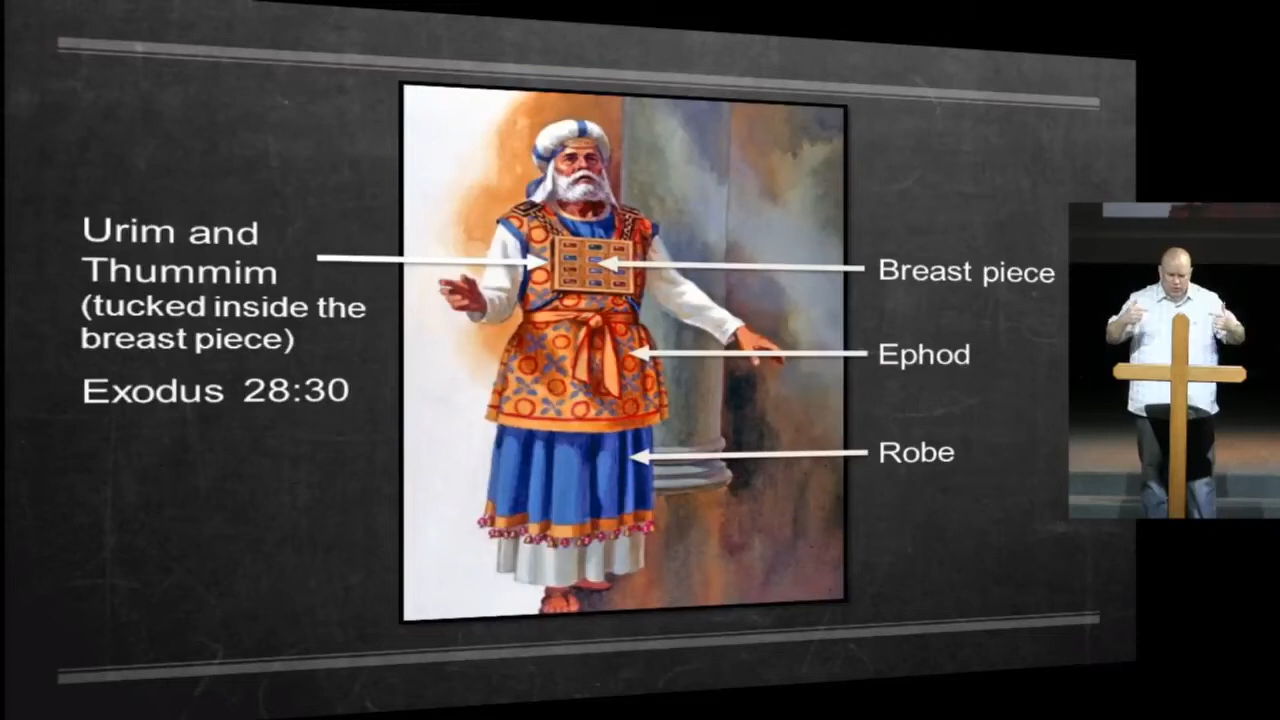 Urim and
Thummim
(tucked inside the
breast piece)
Exodus 28:30
Breast piece
Ephod
Robe